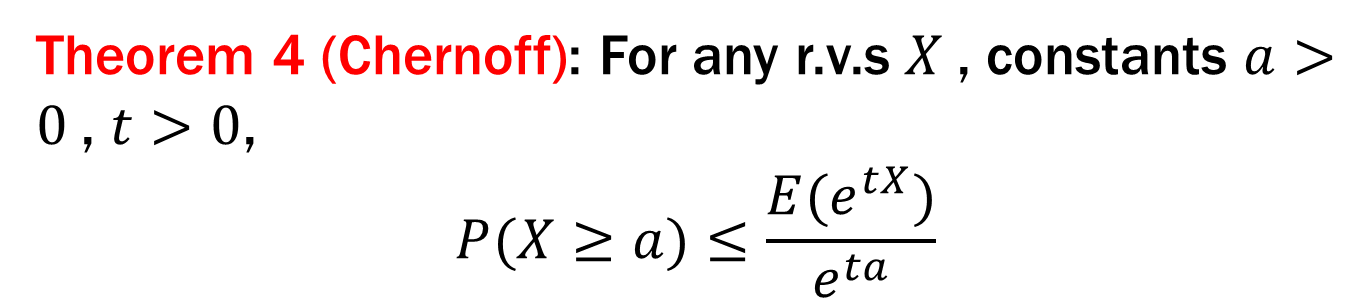 Theorem 4 (Chernoff): For any r.v.s X , constants a >
0 , t > 0,
P(X ≥ a) ≤ E(e^{tX}) / e^{ta}